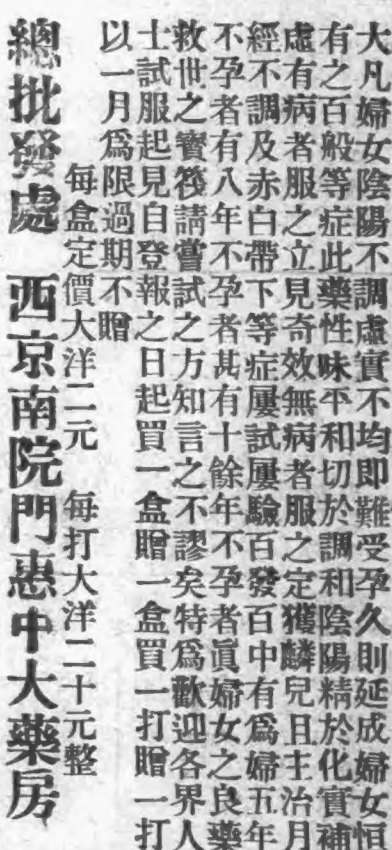 大凡婦女陰陽不調虛實不均即難受孕久則延成婦女恒
有之百般等症此藥性味平和切於調和陰陽精於化實補
虛有病者服之立見奇效無病者服之定獲麟兒且主治月
經不調及赤白帶下等症屢試屢驗百發百中有爲婦五年
不孕者有八年不孕者甚有十餘年不孕者眞婦女之良藥
救世之寶筏請嘗試之方知言之不謬矣特爲歡迎各界人
士試服起見自登報之日起買一盒贈一盒買一打贈一打
以一月爲限過期不贈
每盒定價大洋二元 每打大洋二十元整
總批發處 西京南院門惠中大藥房